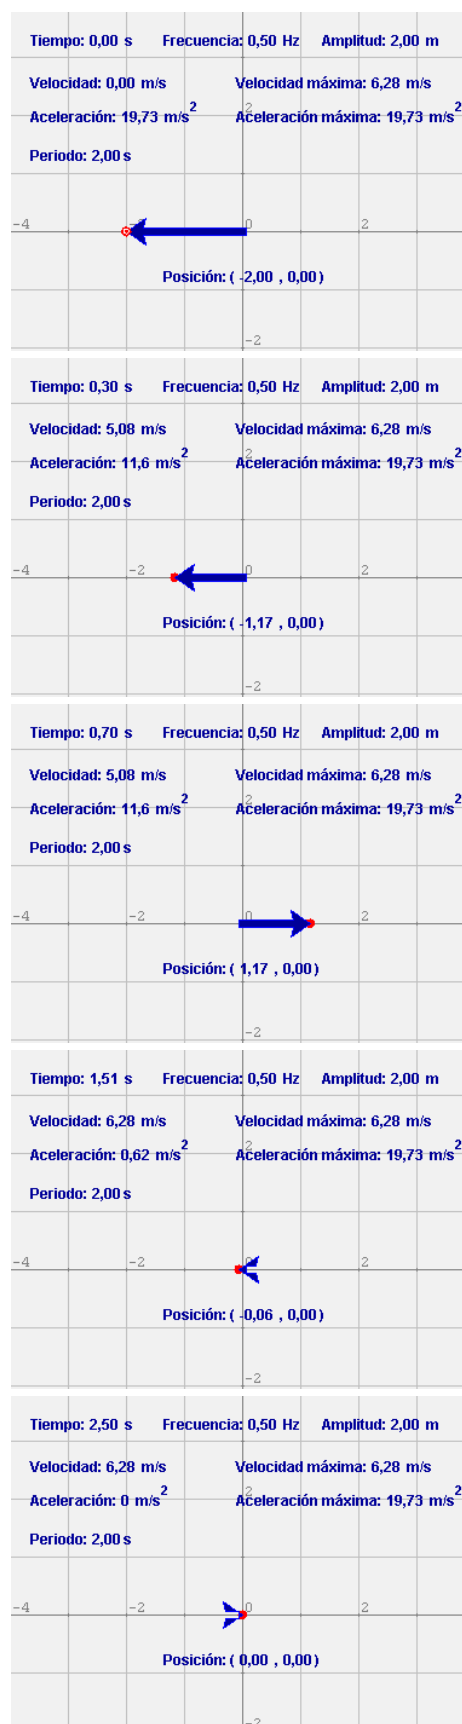 Tiempo: 0,00 s Frecuencia: 0,50 Hz Amplitud: 2,00 m
Velocidad: 0,00 m/s Velocidad máxima: 6,28 m/s
Aceleración: 19,73 m/s² Aceleración máxima: 19,73 m/s²
2
Periodo: 2,00 s
-4 -2 0 2
Posición: ( -2,00 , 0,00 )
-2
Tiempo: 0,30 s Frecuencia: 0,50 Hz Amplitud: 2,00 m
Velocidad: 5,08 m/s Velocidad máxima: 6,28 m/s
Aceleración: 11,6 m/s² Aceleración máxima: 19,73 m/s²
2
Periodo: 2,00 s
-4 -2 0 2
Posición: ( -1,17 , 0,00 )
-2
Tiempo: 0,70 s Frecuencia: 0,50 Hz Amplitud: 2,00 m
Velocidad: 5,08 m/s Velocidad máxima: 6,28 m/s
Aceleración: 11,6 m/s² Aceleración máxima: 19,73 m/s²
2
Periodo: 2,00 s
-4 -2 0 2
Posición: ( 1,17 , 0,00 )
-2
Tiempo: 1,51 s Frecuencia: 0,50 Hz Amplitud: 2,00 m
Velocidad: 6,28 m/s Velocidad máxima: 6,28 m/s
Aceleración: 0,62 m/s² Aceleración máxima: 19,73 m/s²
2
Periodo: 2,00 s
-4 -2 0 2
Posición: ( -0,06 , 0,00 )
-2
Tiempo: 2,50 s Frecuencia: 0,50 Hz Amplitud: 2,00 m
Velocidad: 6,28 m/s Velocidad máxima: 6,28 m/s
Aceleración: 0 m/s² Aceleración máxima: 19,73 m/s²
2
Periodo: 2,00 s
-4 -2 0 2
Posición: ( 0,00 , 0,00 )
-2